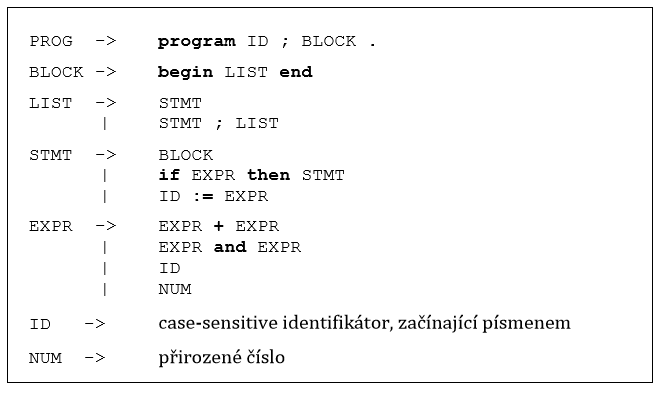 PROG -> program ID ; BLOCK .
BLOCK -> begin LIST end
LIST -> STMT
| STMT ; LIST
STMT -> BLOCK
| if EXPR then STMT
| ID := EXPR
EXPR -> EXPR + EXPR
| EXPR and EXPR
| ID
| NUM
ID -> case-sensitive identifikátor, začínající písmenem
NUM -> přirozené číslo